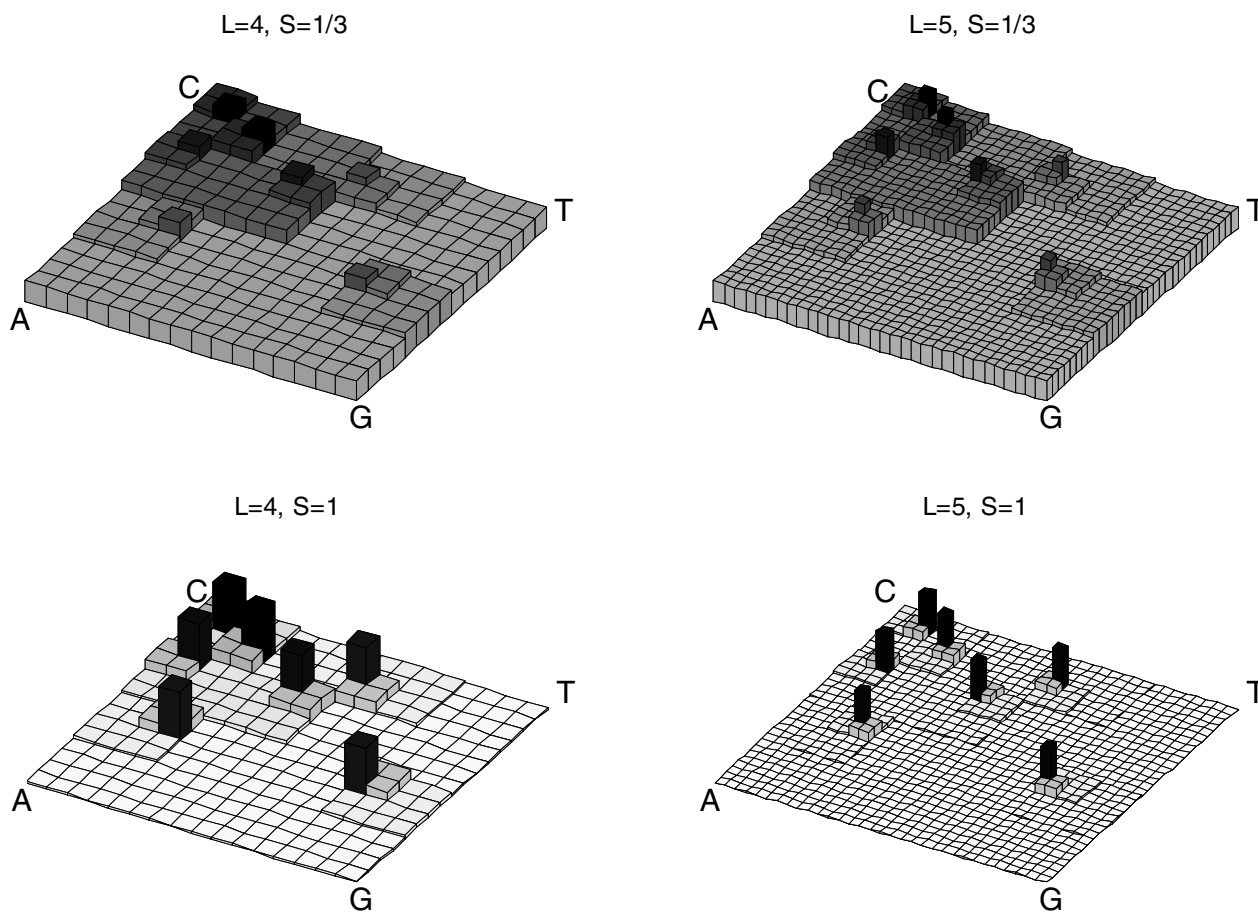 L=4, S=1/3
L=5, S=1/3
C
T
A
G
C
T
A
G
L=4, S=1
L=5, S=1
C
T
A
G
C
T
A
G